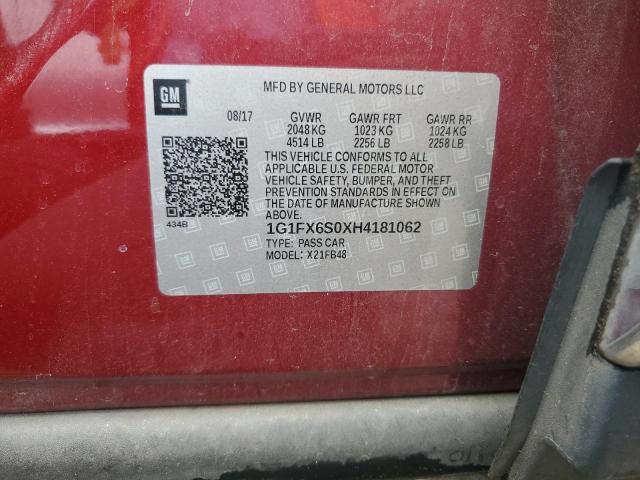 GM
MFD BY GENERAL MOTORS LLC
08/17 GVWR GAWR FRT GAWR RR
2048 KG 1023 KG 1024 KG
4514 LB 2256 LB 2258 LB
THIS VEHICLE CONFORMS TO ALL
APPLICABLE U.S. FEDERAL MOTOR
VEHICLE SAFETY, BUMPER, AND THEFT
PREVENTION STANDARDS IN EFFECT ON
THE DATE OF MANUFACTURE SHOWN
ABOVE.
434B
1G1FX6S0XH4181062
TYPE: PASS CAR
MODEL: X21FB48